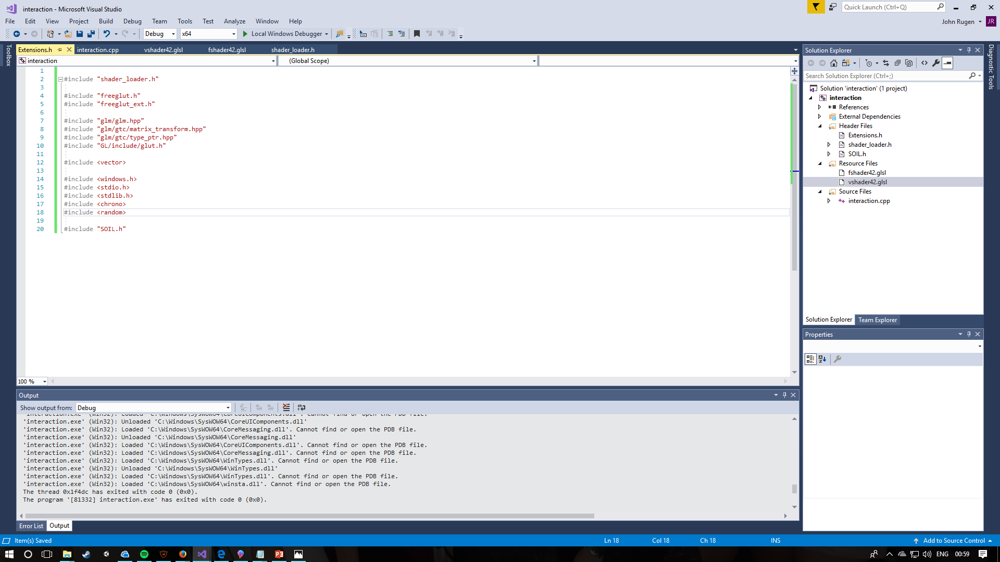 interaction - Microsoft Visual Studio
Quick Launch (Ctrl+Q)
File Edit View Project Build Debug Team Tools Test Analyze Window Help
John Rugen JR
Debug x64 Local Windows Debugger
Toolbox
Extensions.h interaction.cpp vshader42.glsl fshader42.glsl shader_loader.h
interaction (Global Scope)
1
2 #include "shader_loader.h"
3
4 #include "freeglut.h"
5 #include "freeglut_ext.h"
6
7 #include "glm/glm.hpp"
8 #include "glm/gtc/matrix_transform.hpp"
9 #include "glm/gtc/type_ptr.hpp"
10 #include "GL/include/glut.h"
11
12 #include <vector>
13
14 #include <windows.h>
15 #include <stdio.h>
16 #include <stdlib.h>
17 #include <chrono>
18 #include <random>
19
20 #include "SOIL.h"
100 %
Solution Explorer
Search Solution Explorer (Ctrl+;)
Solution 'interaction' (1 project)
interaction
References
External Dependencies
Header Files
Extensions.h
shader_loader.h
SOIL.h
Resource Files
fshader42.glsl
vshader42.glsl
Source Files
interaction.cpp
Solution Explorer Team Explorer
Properties
Diagnostic Tools
Output
Show output from: Debug
'interaction.exe' (Win32): Loaded 'C:\Windows\SysWOW64\CoreUIComponents.dll'. Cannot find or open the PDB file.
'interaction.exe' (Win32): Unloaded 'C:\Windows\SysWOW64\CoreUIComponents.dll'
'interaction.exe' (Win32): Loaded 'C:\Windows\SysWOW64\CoreMessaging.dll'. Cannot find or open the PDB file.
'interaction.exe' (Win32): Unloaded 'C:\Windows\SysWOW64\CoreMessaging.dll'
'interaction.exe' (Win32): Loaded 'C:\Windows\SysWOW64\CoreUIComponents.dll'. Cannot find or open the PDB file.
'interaction.exe' (Win32): Loaded 'C:\Windows\SysWOW64\CoreMessaging.dll'. Cannot find or open the PDB file.
'interaction.exe' (Win32): Loaded 'C:\Windows\SysWOW64\WinTypes.dll'. Cannot find or open the PDB file.
'interaction.exe' (Win32): Unloaded 'C:\Windows\SysWOW64\WinTypes.dll'
'interaction.exe' (Win32): Loaded 'C:\Windows\SysWOW64\WinTypes.dll'. Cannot find or open the PDB file.
'interaction.exe' (Win32): Loaded 'C:\Windows\SysWOW64\winsta.dll'. Cannot find or open the PDB file.
The thread 0x1f4dc has exited with code 0 (0x0).
The program '[81332] interaction.exe' has exited with code 0 (0x0).
Error List Output
Item(s) Saved Ln 18 Col 18 Ch 18 INS Add to Source Control
ENG 00:59